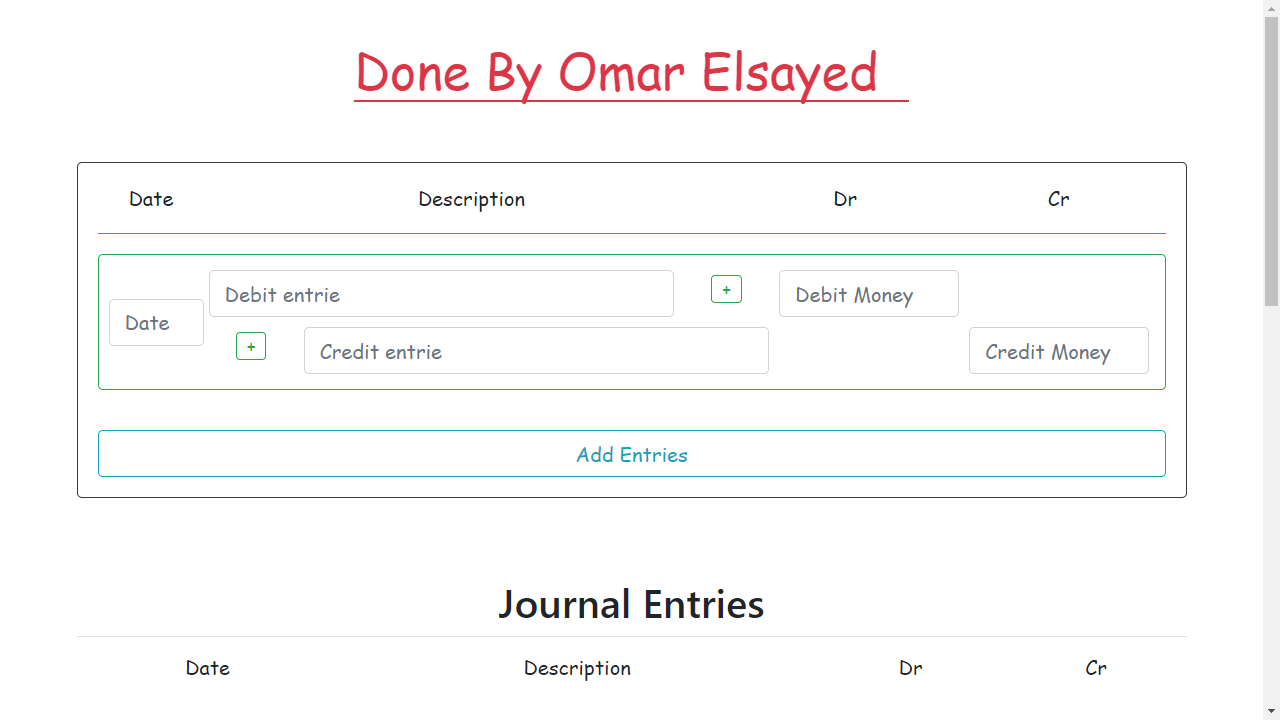 Done By Omar Elsayed
Date Description Dr Cr
Debit entrie + Debit Money
Date
+ Credit entrie Credit Money
Add Entries
Journal Entries
Date Description Dr Cr